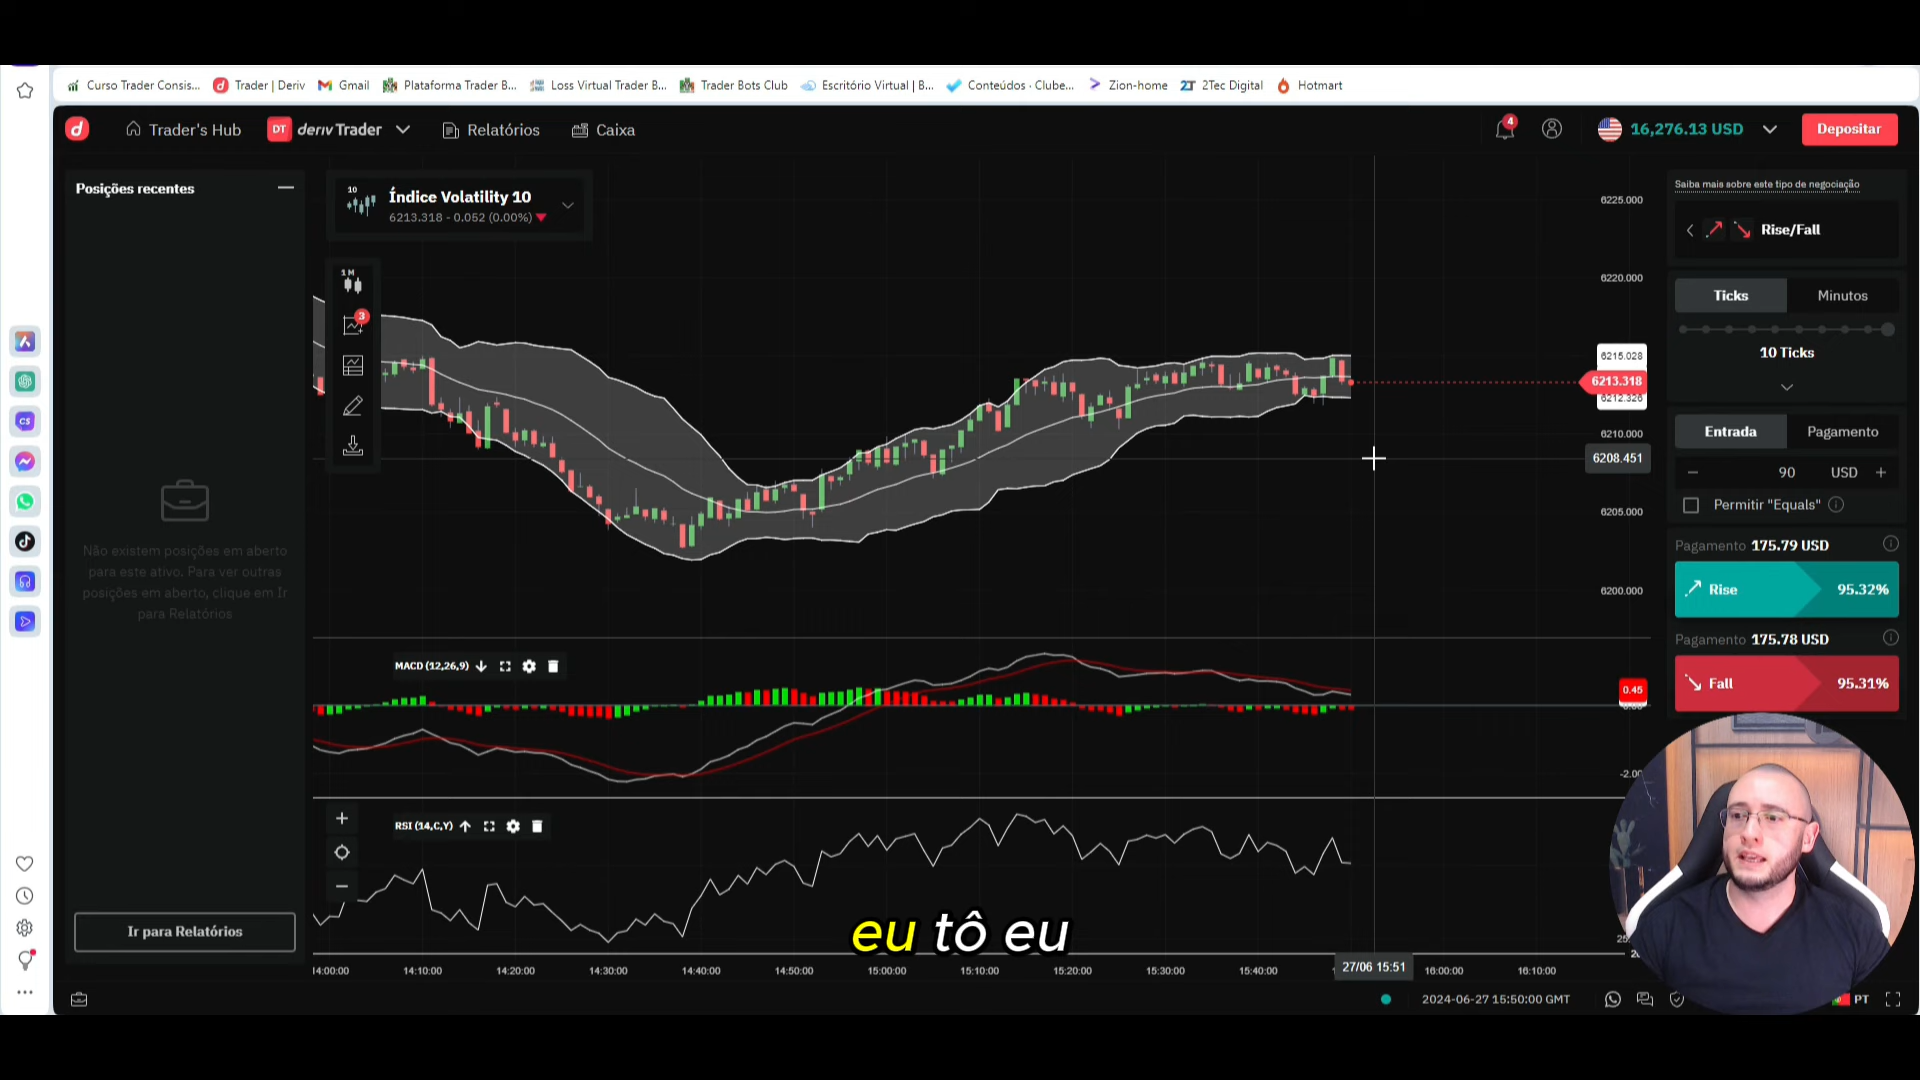 Curso Trader Consis... Trader | Deriv Gmail Plataforma Trader B... Loss Virtual Trader B... Trader Bots Club Escritório Virtual | B... Conteúdos · Clube... Zion-home 2Tec Digital Hotmart
Trader's Hub DT deriv Trader Relatórios Caixa 4 16,276.13 USD Depositar
Posições recentes
Não existem posições em aberto
para este ativo. Para ver outras
posições em aberto, clique em Ir
para Relatórios
Ir para Relatórios
10
Índice Volatility 10
6213.318 - 0.052 (0.00%)
1 M
3
6225.000
6220.000
6215.028
6213.318
6210.000
6208.451
6205.000
6200.000
MACD (12,26,9)
0.45
RSI (14,C,Y)
eu tô eu
14:00:00 14:10:00 14:20:00 14:30:00 14:40:00 14:50:00 15:00:00 15:10:00 15:20:00 15:30:00 15:40:00 27/06 15:51 16:00:00 16:10:00
2024-06-27 15:50:00 GMT PT
Saiba mais sobre este tipo de negociação
Rise/Fall
Ticks Minutos
10 Ticks
Entrada Pagamento
− 90 USD +
Permitir "Equals"
Pagamento 175.79 USD
Rise 95.32%
Pagamento 175.78 USD
Fall 95.31%
CS